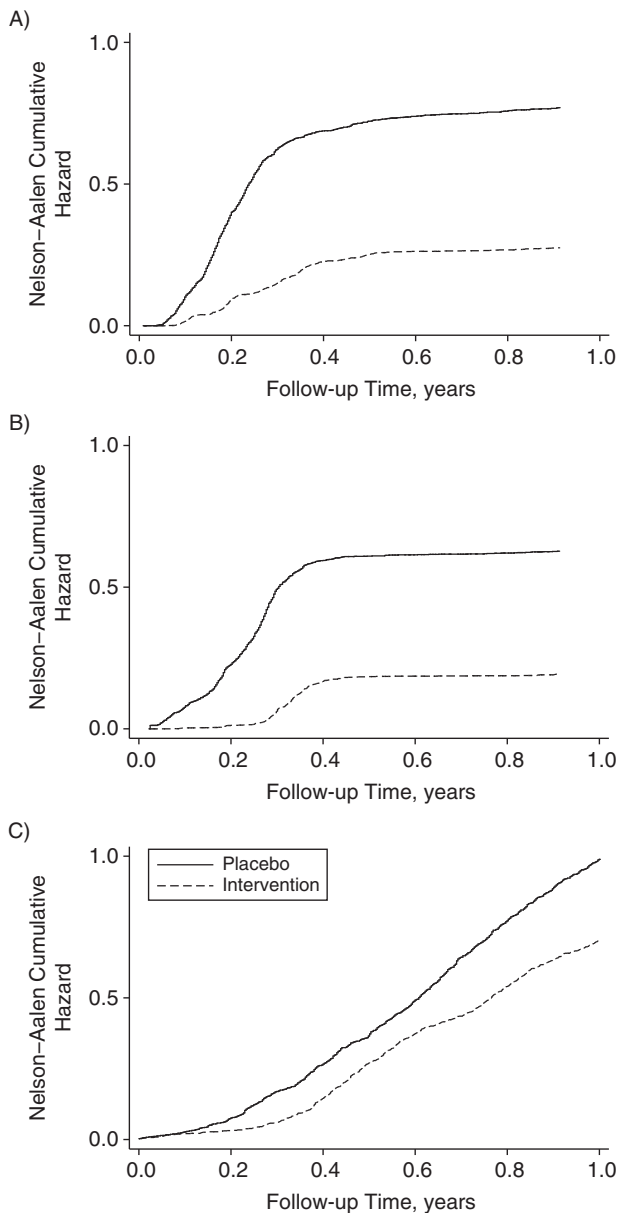 A)
1.0
Nelson–Aalen Cumulative
Hazard
0.5
0.0
0.0 0.2 0.4 0.6 0.8 1.0
Follow-up Time, years
B)
1.0
Nelson–Aalen Cumulative
Hazard
0.5
0.0
0.0 0.2 0.4 0.6 0.8 1.0
Follow-up Time, years
C)
1.0
Placebo
Intervention
Nelson–Aalen Cumulative
Hazard
0.5
0.0
0.0 0.2 0.4 0.6 0.8 1.0
Follow-up Time, years